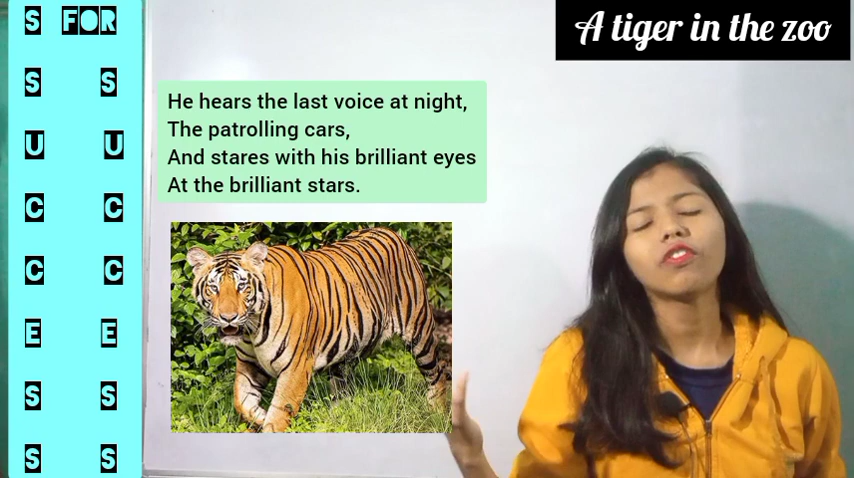 S FOR
S S
U U
C C
C C
E E
S S
S S
A tiger in the zoo
He hears the last voice at night,
The patrolling cars,
And stares with his brilliant eyes
At the brilliant stars.